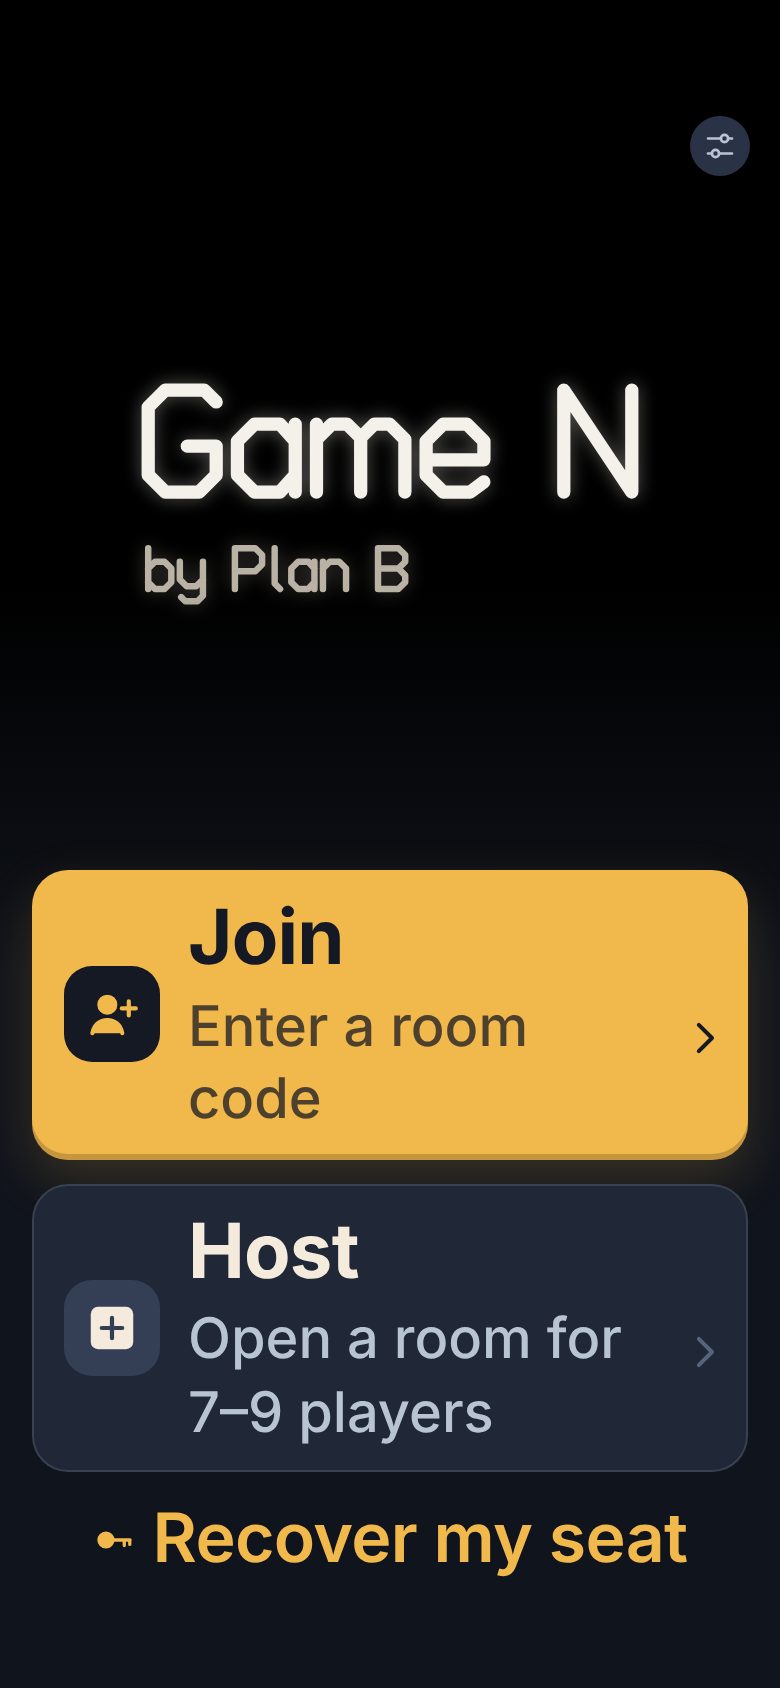 Game N
by Plan B
Join
Enter a room
code
Host
Open a room for
7–9 players
Recover my seat